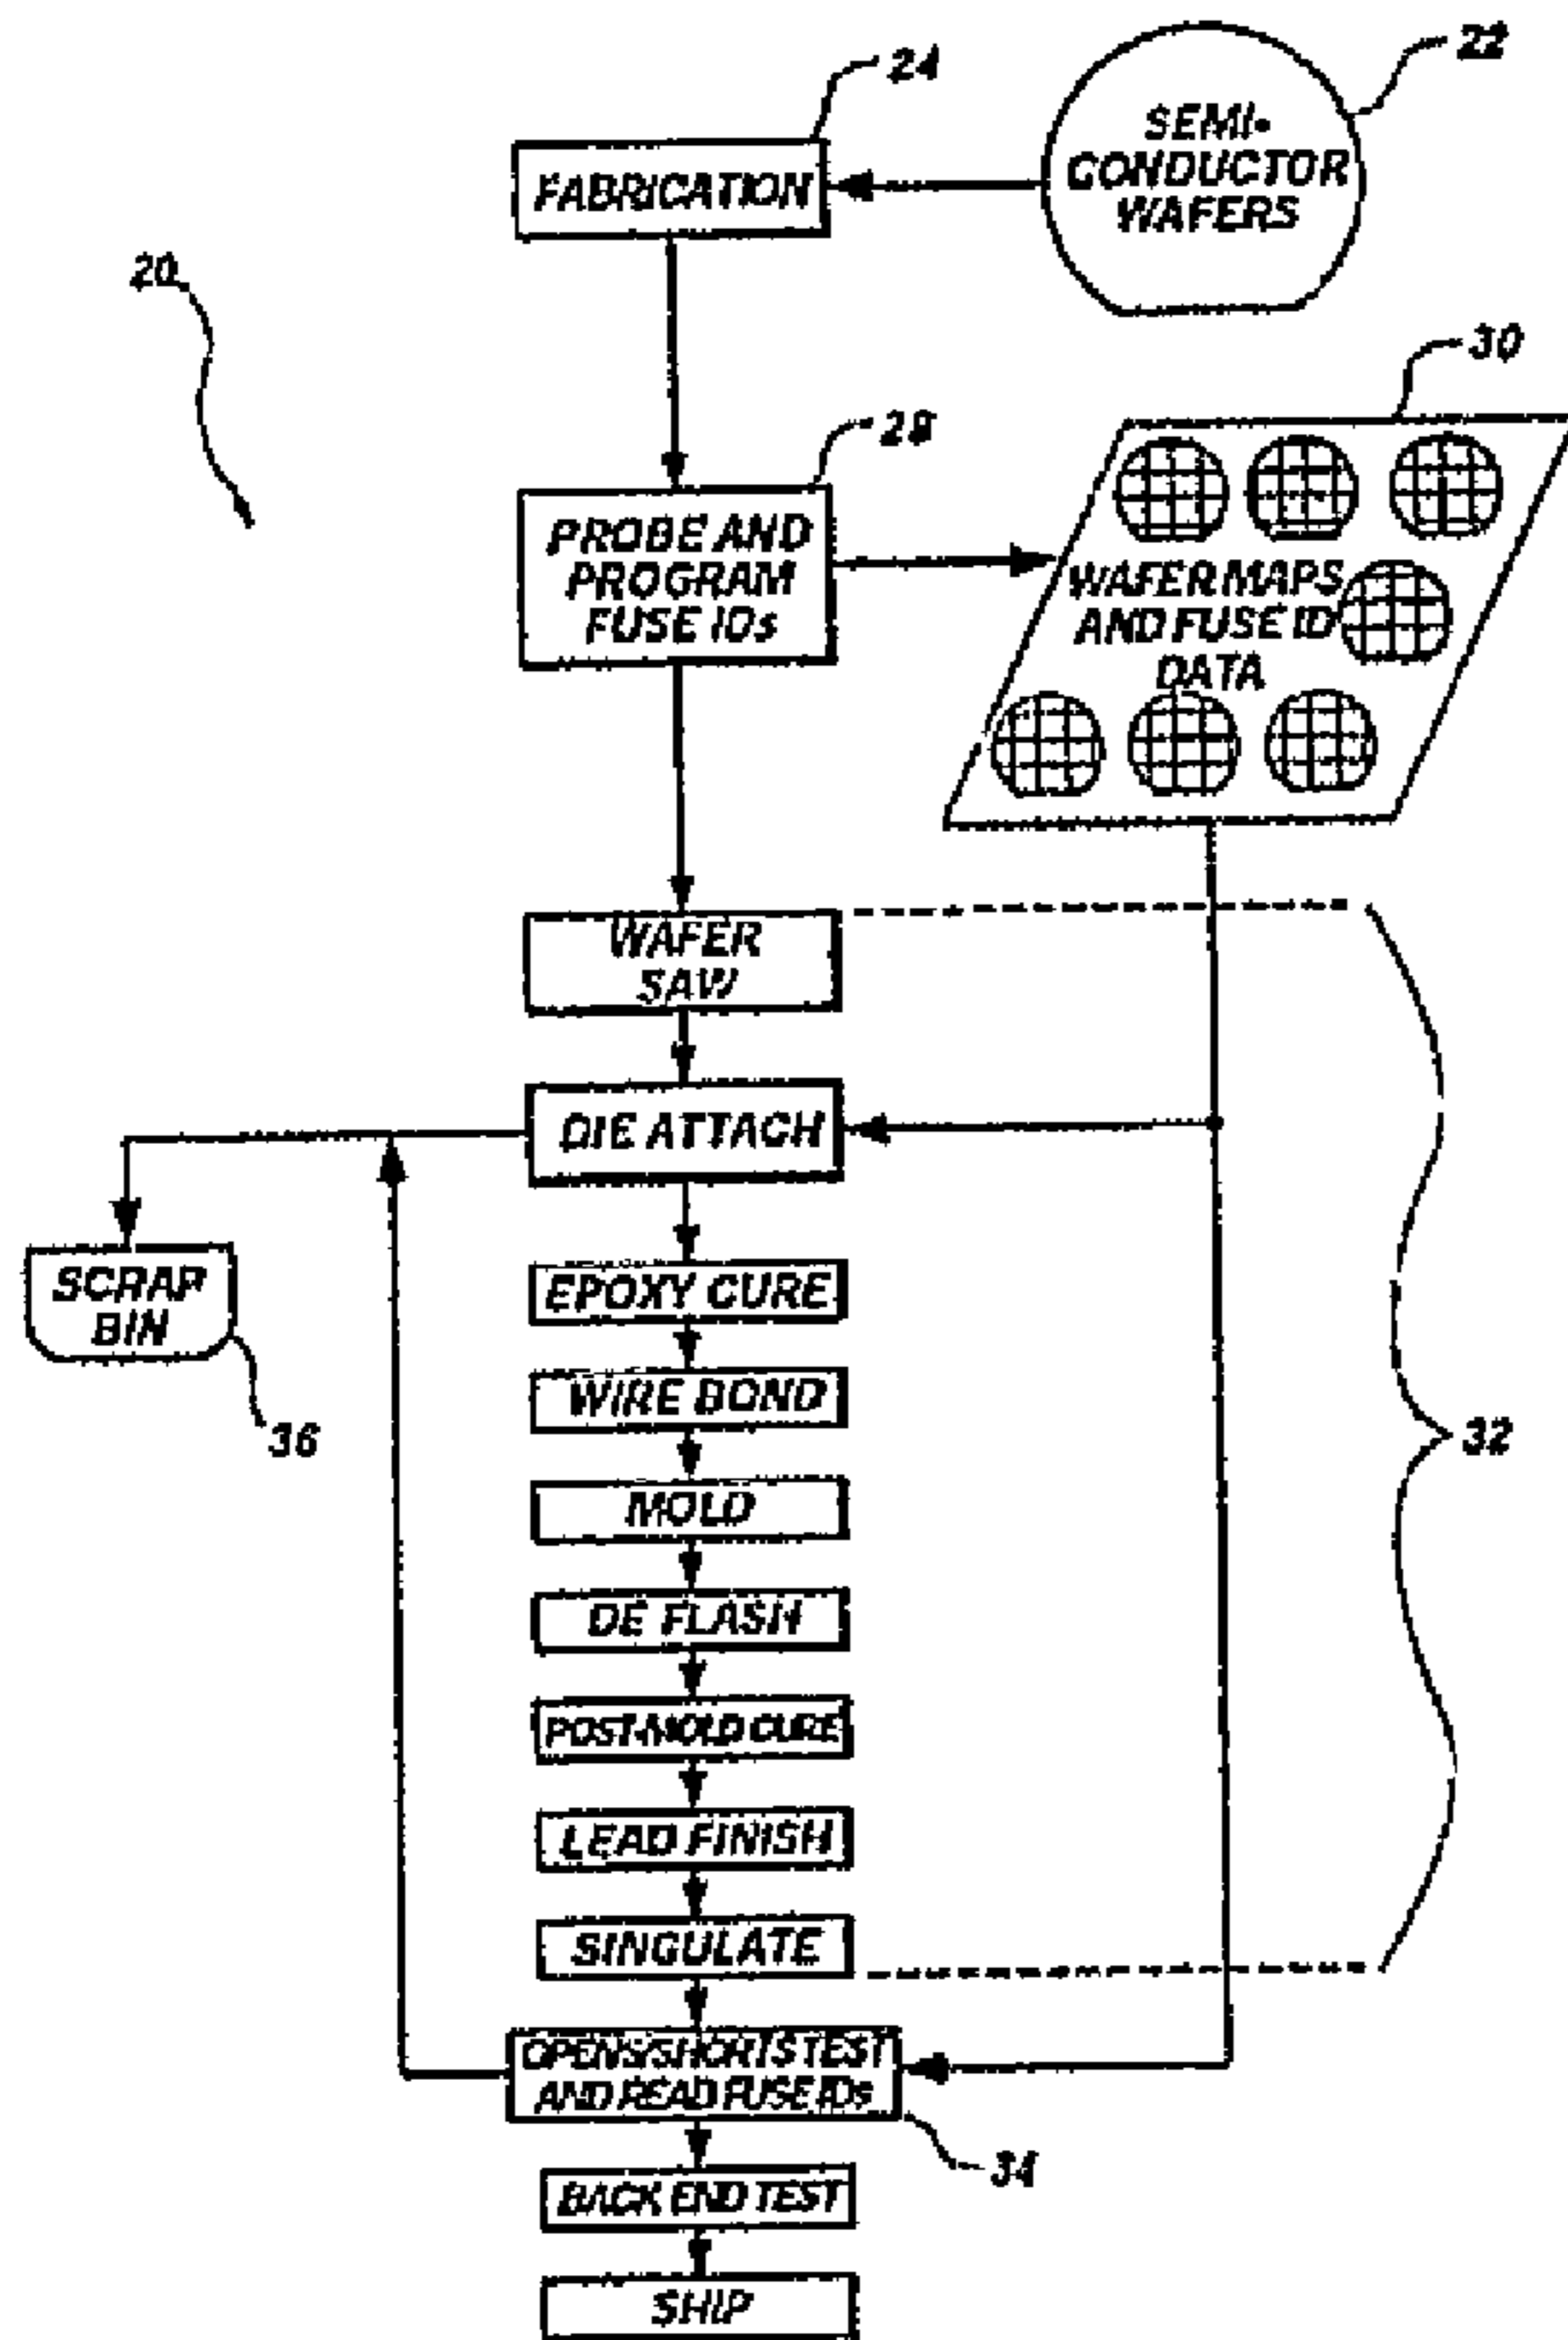 24
22
SEMI-
CONDUCTOR
WAFERS
FABRICATION
20
30
28
PROBE AND
PROGRAM
FUSE IDs
WAFER MAPS
AND FUSE ID
DATA
WAFER
SAW
DIE ATTACH
SCRAP
BIN
36
EPOXY CURE
WIRE BOND
32
MOLD
DE FLASH
POST-MOLD CURE
LEAD FINISH
SINGULATE
OPENS/SHORTS TEST
AND READ FUSE IDs
34
BACK END TEST
SHIP